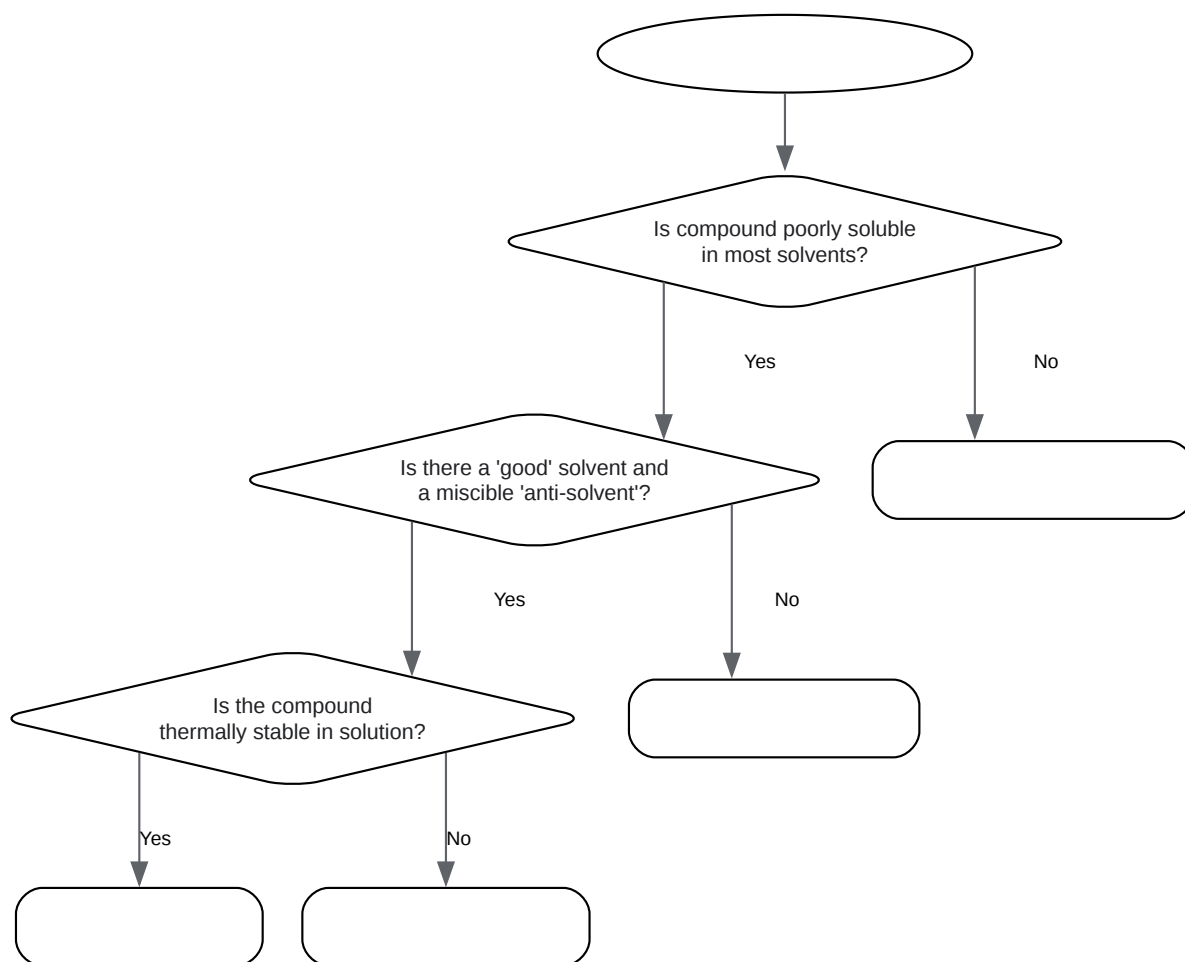 Is compound poorly soluble
in most solvents?
Yes
No
Is there a 'good' solvent and
a miscible 'anti-solvent'?
Yes
No
Is the compound
thermally stable in solution?
Yes
No